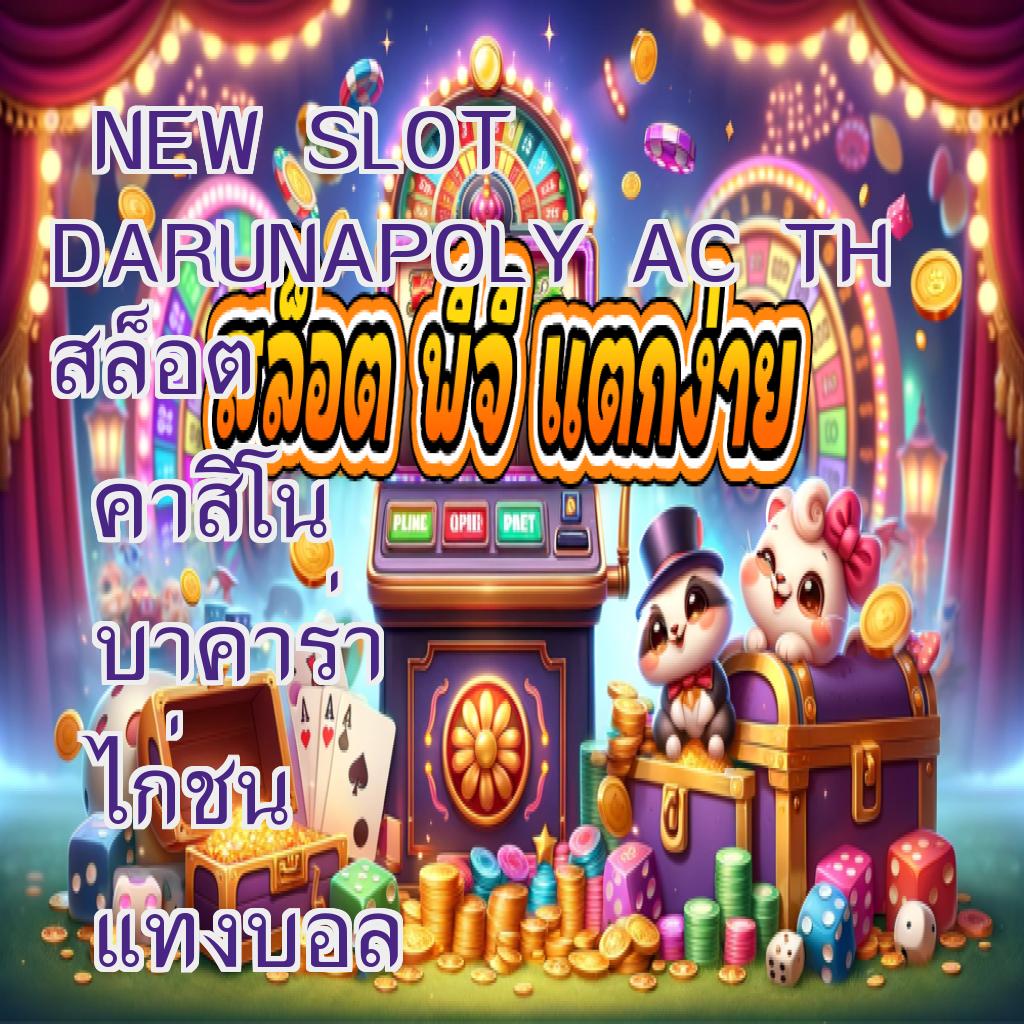 NEW SLOT
DARUNAPOLY AC TH
สล็อต
สล็อต พีจี แตกง่าย
คาสิโน
PLINE OPIII PAET
บาคาร่า
ไก่ชน
A A A
แทงบอล